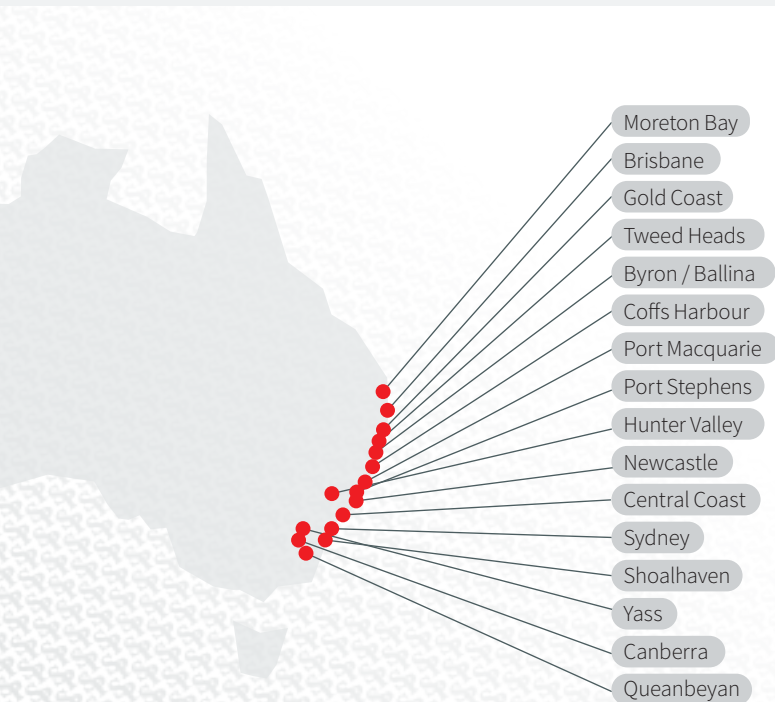 Moreton Bay
Brisbane
Gold Coast
Tweed Heads
Byron / Ballina
Coffs Harbour
Port Macquarie
Port Stephens
Hunter Valley
Newcastle
Central Coast
Sydney
Shoalhaven
Yass
Canberra
Queanbeyan